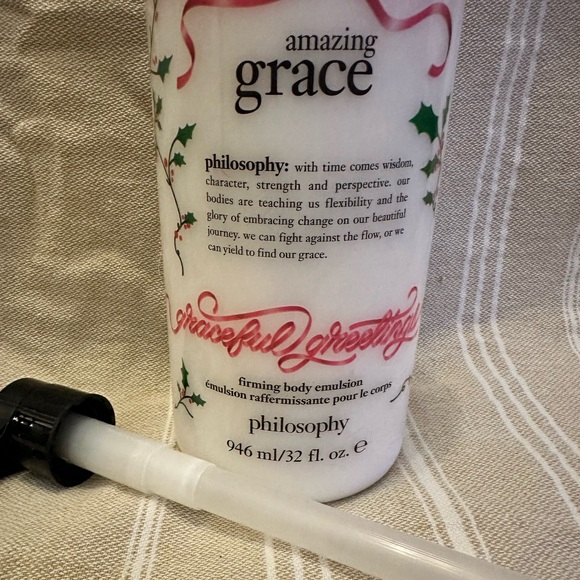 amazing
grace
philosophy: with time comes wisdom,
character, strength and perspective. our
bodies are teaching us flexibility and the
glory of embracing change on our beautiful
journey. we can fight against the flow, or we
can yield to find our grace.
graceful greetings
firming body emulsion
émulsion raffermissante pour le corps
philosophy
946 ml/32 fl. oz. ℮